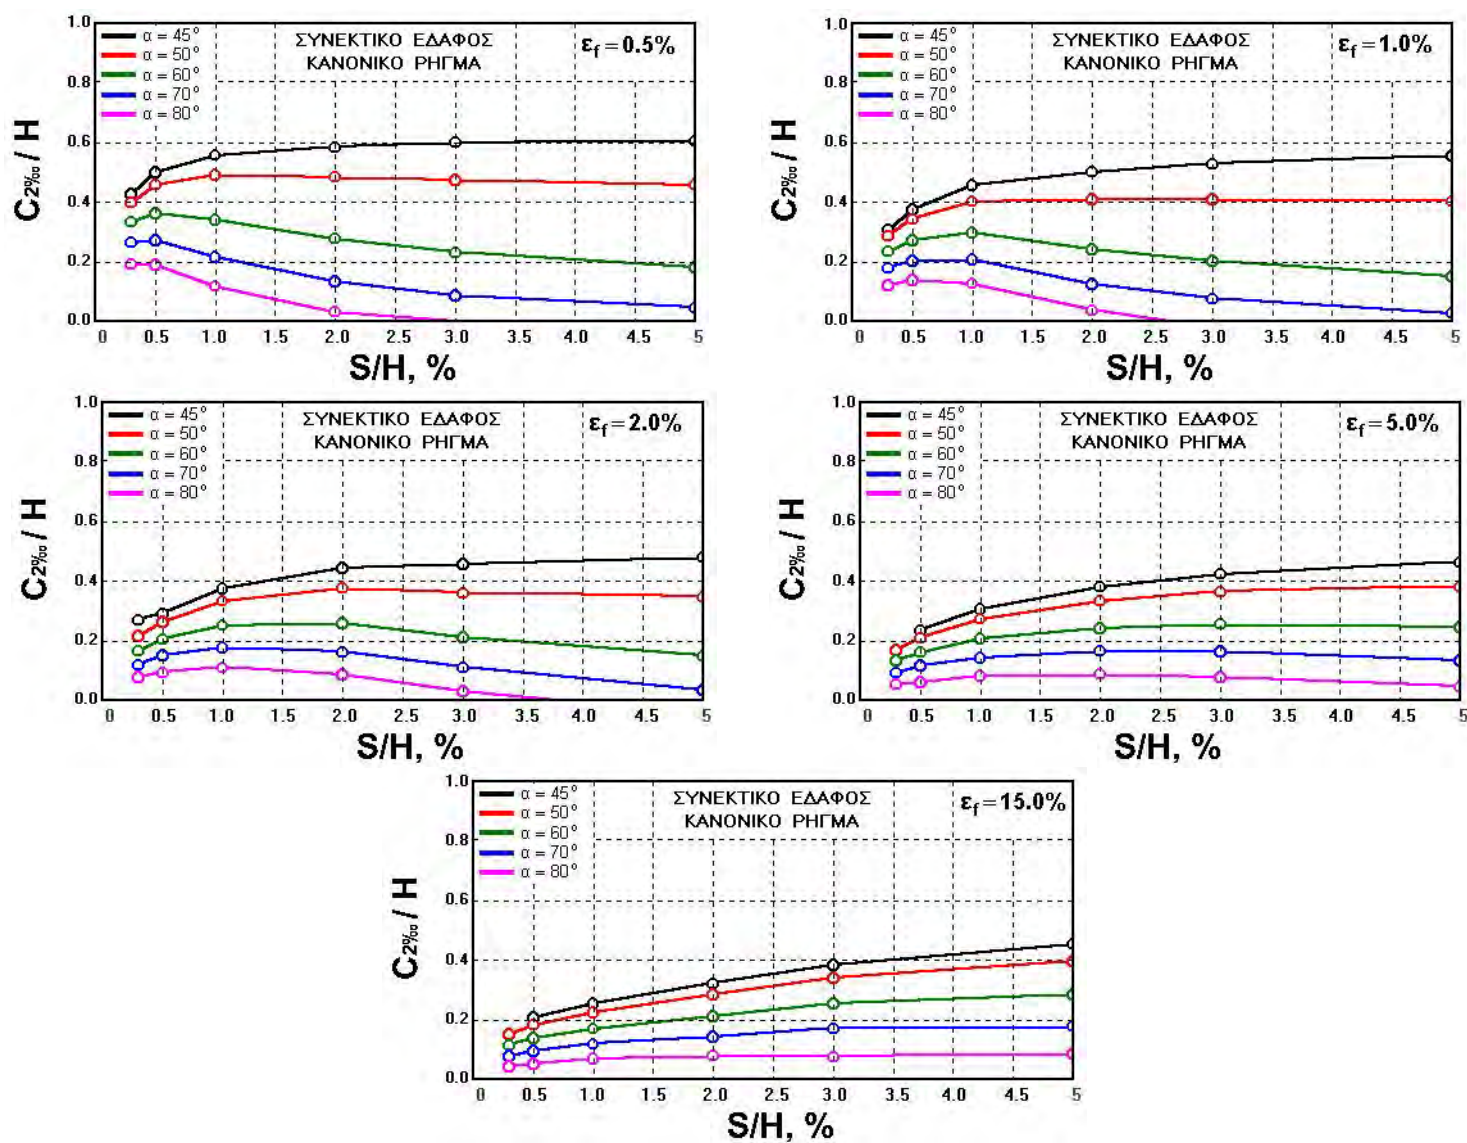 1.0
0.8
0.6
0.4
0.2
0.0
C2‰ / H
α = 45°
α = 50°
α = 60°
α = 70°
α = 80°
ΣΥΝΕΚΤΙΚΟ ΕΔΑΦΟΣ
ΚΑΝΟΝΙΚΟ ΡΗΓΜΑ
εf = 0.5%
0 0.5 1.0 1.5 2.0 2.5 3.0 3.5 4.0 4.5 5
S/H, %
1.0
0.8
0.6
0.4
0.2
0.0
C2‰ / H
α = 45°
α = 50°
α = 60°
α = 70°
α = 80°
ΣΥΝΕΚΤΙΚΟ ΕΔΑΦΟΣ
ΚΑΝΟΝΙΚΟ ΡΗΓΜΑ
εf = 1.0%
0 0.5 1.0 1.5 2.0 2.5 3.0 3.5 4.0 4.5 5
S/H, %
1.0
0.8
0.6
0.4
0.2
0.0
C2‰ / H
α = 45°
α = 50°
α = 60°
α = 70°
α = 80°
ΣΥΝΕΚΤΙΚΟ ΕΔΑΦΟΣ
ΚΑΝΟΝΙΚΟ ΡΗΓΜΑ
εf = 2.0%
0 0.5 1.0 1.5 2.0 2.5 3.0 3.5 4.0 4.5 5
S/H, %
1.0
0.8
0.6
0.4
0.2
0.0
C2‰ / H
α = 45°
α = 50°
α = 60°
α = 70°
α = 80°
ΣΥΝΕΚΤΙΚΟ ΕΔΑΦΟΣ
ΚΑΝΟΝΙΚΟ ΡΗΓΜΑ
εf = 5.0%
0 0.5 1.0 1.5 2.0 2.5 3.0 3.5 4.0 4.5 5
S/H, %
1.0
0.8
0.6
0.4
0.2
0.0
C2‰ / H
α = 45°
α = 50°
α = 60°
α = 70°
α = 80°
ΣΥΝΕΚΤΙΚΟ ΕΔΑΦΟΣ
ΚΑΝΟΝΙΚΟ ΡΗΓΜΑ
εf = 15.0%
0 0.5 1.0 1.5 2.0 2.5 3.0 3.5 4.0 4.5 5
S/H, %